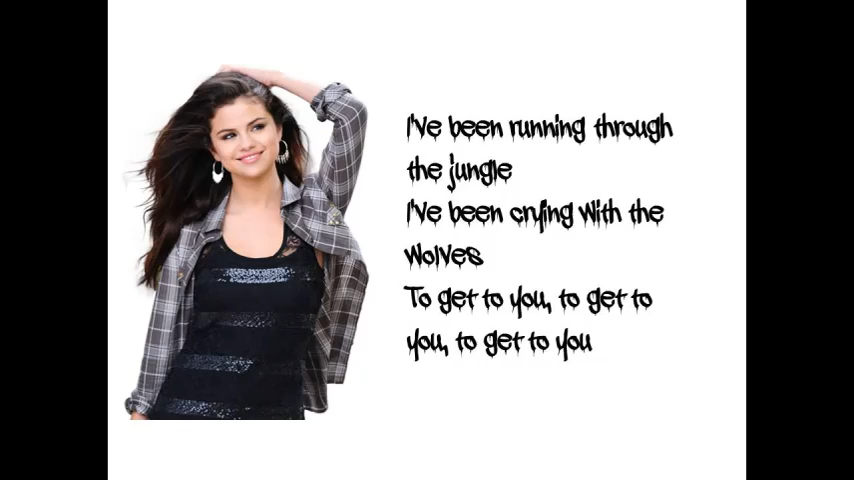 I've been running through
the jungle
I've been crying with the
wolves
To get to you, to get to
you, to get to you